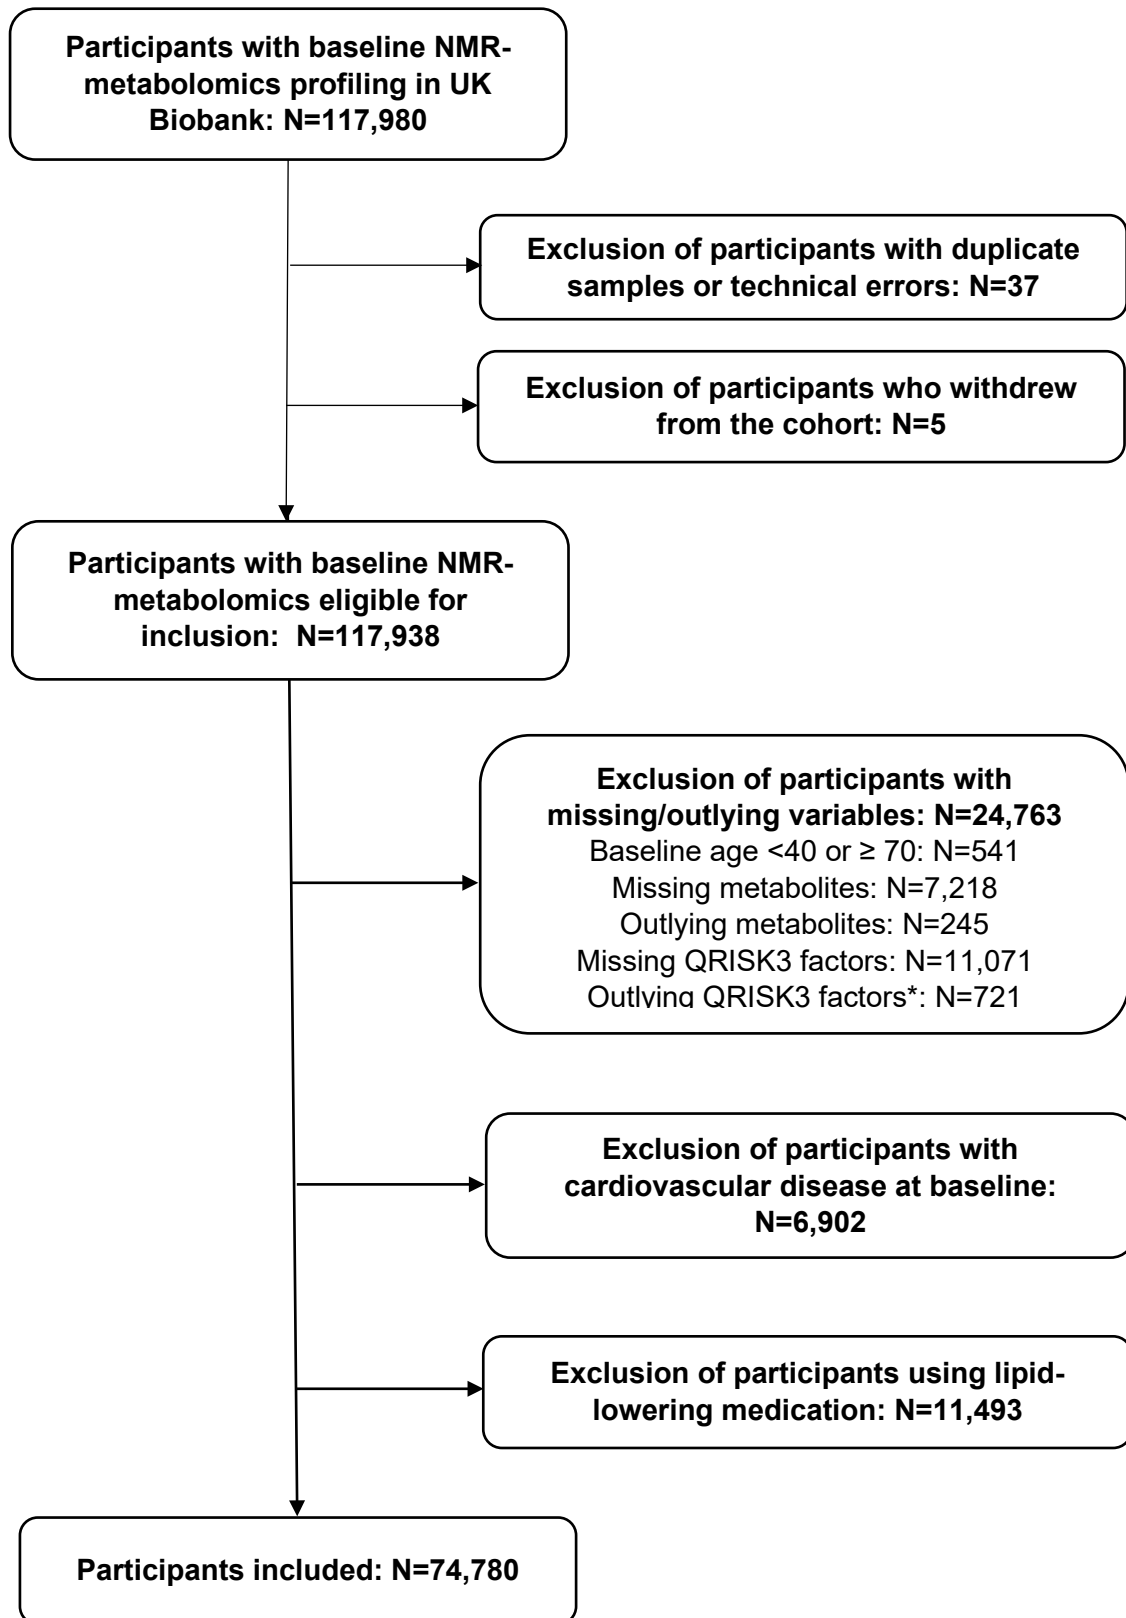 Participants with baseline NMR-
metabolomics profiling in UK
Biobank: N=117,980
Exclusion of participants with duplicate
samples or technical errors: N=37
Exclusion of participants who withdrew
from the cohort: N=5
Participants with baseline NMR-
metabolomics eligible for
inclusion:  N=117,938
Exclusion of participants with
missing/outlying variables: N=24,763
Baseline age <40 or ≥ 70: N=541
Missing metabolites: N=7,218
Outlying metabolites: N=245
Missing QRISK3 factors: N=11,071
Outlying QRISK3 factors*: N=721
Exclusion of participants with
cardiovascular disease at baseline:
N=6,902
Exclusion of participants using lipid-
lowering medication: N=11,493
Participants included: N=74,780